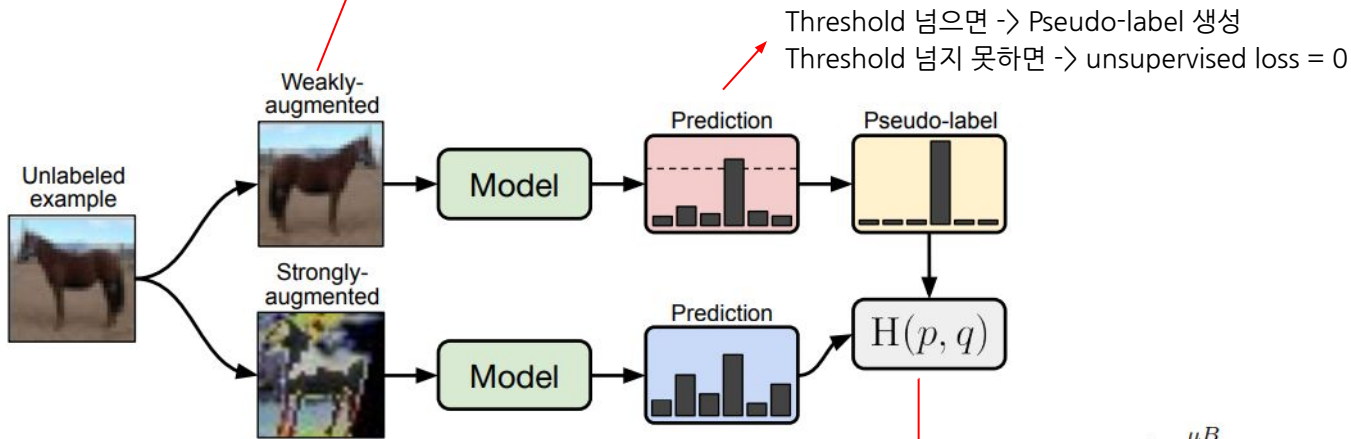 Threshold 넘으면 -> Pseudo-label 생성
Threshold 넘지 못하면 -> unsupervised loss = 0
Weakly-
augmented
Prediction
Pseudo-label
Unlabeled
example
Model
Strongly-
augmented
Prediction
H(p, q)
Model
μB